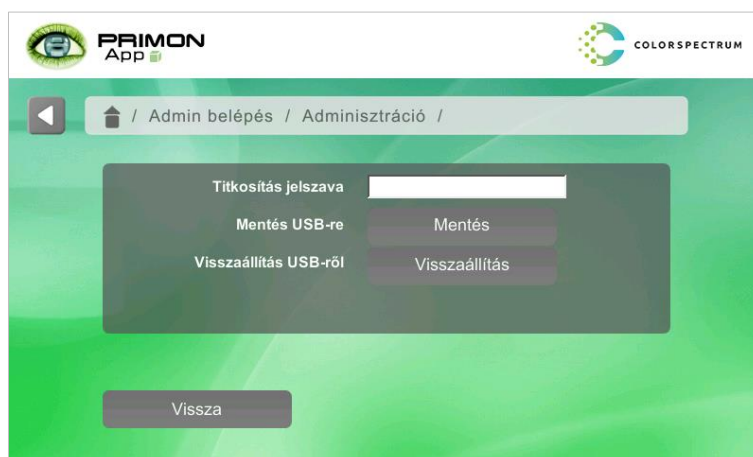 PRIMON
App
COLORSPECTRUM
/ Admin belépés / Adminisztráció /
Titkosítás jelszava
Mentés USB-re Mentés
Visszaállítás USB-ről Visszaállítás
Vissza